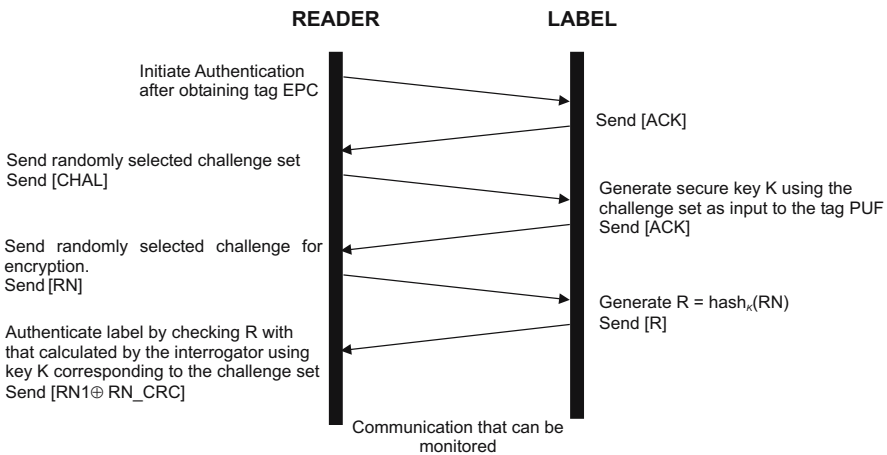 READER
LABEL
Initiate Authentication
after obtaining tag EPC
Send [ACK]
Send randomly selected challenge set
Send [CHAL]
Generate secure key K using the
challenge set as input to the tag PUF
Send [ACK]
Send randomly selected challenge for
encryption.
Send [RN]
Generate R = hashκ(RN)
Send [R]
Authenticate label by checking R with
that calculated by the interrogator using
key K corresponding to the challenge set
Send [RN1⊕ RN_CRC]
Communication that can be
monitored